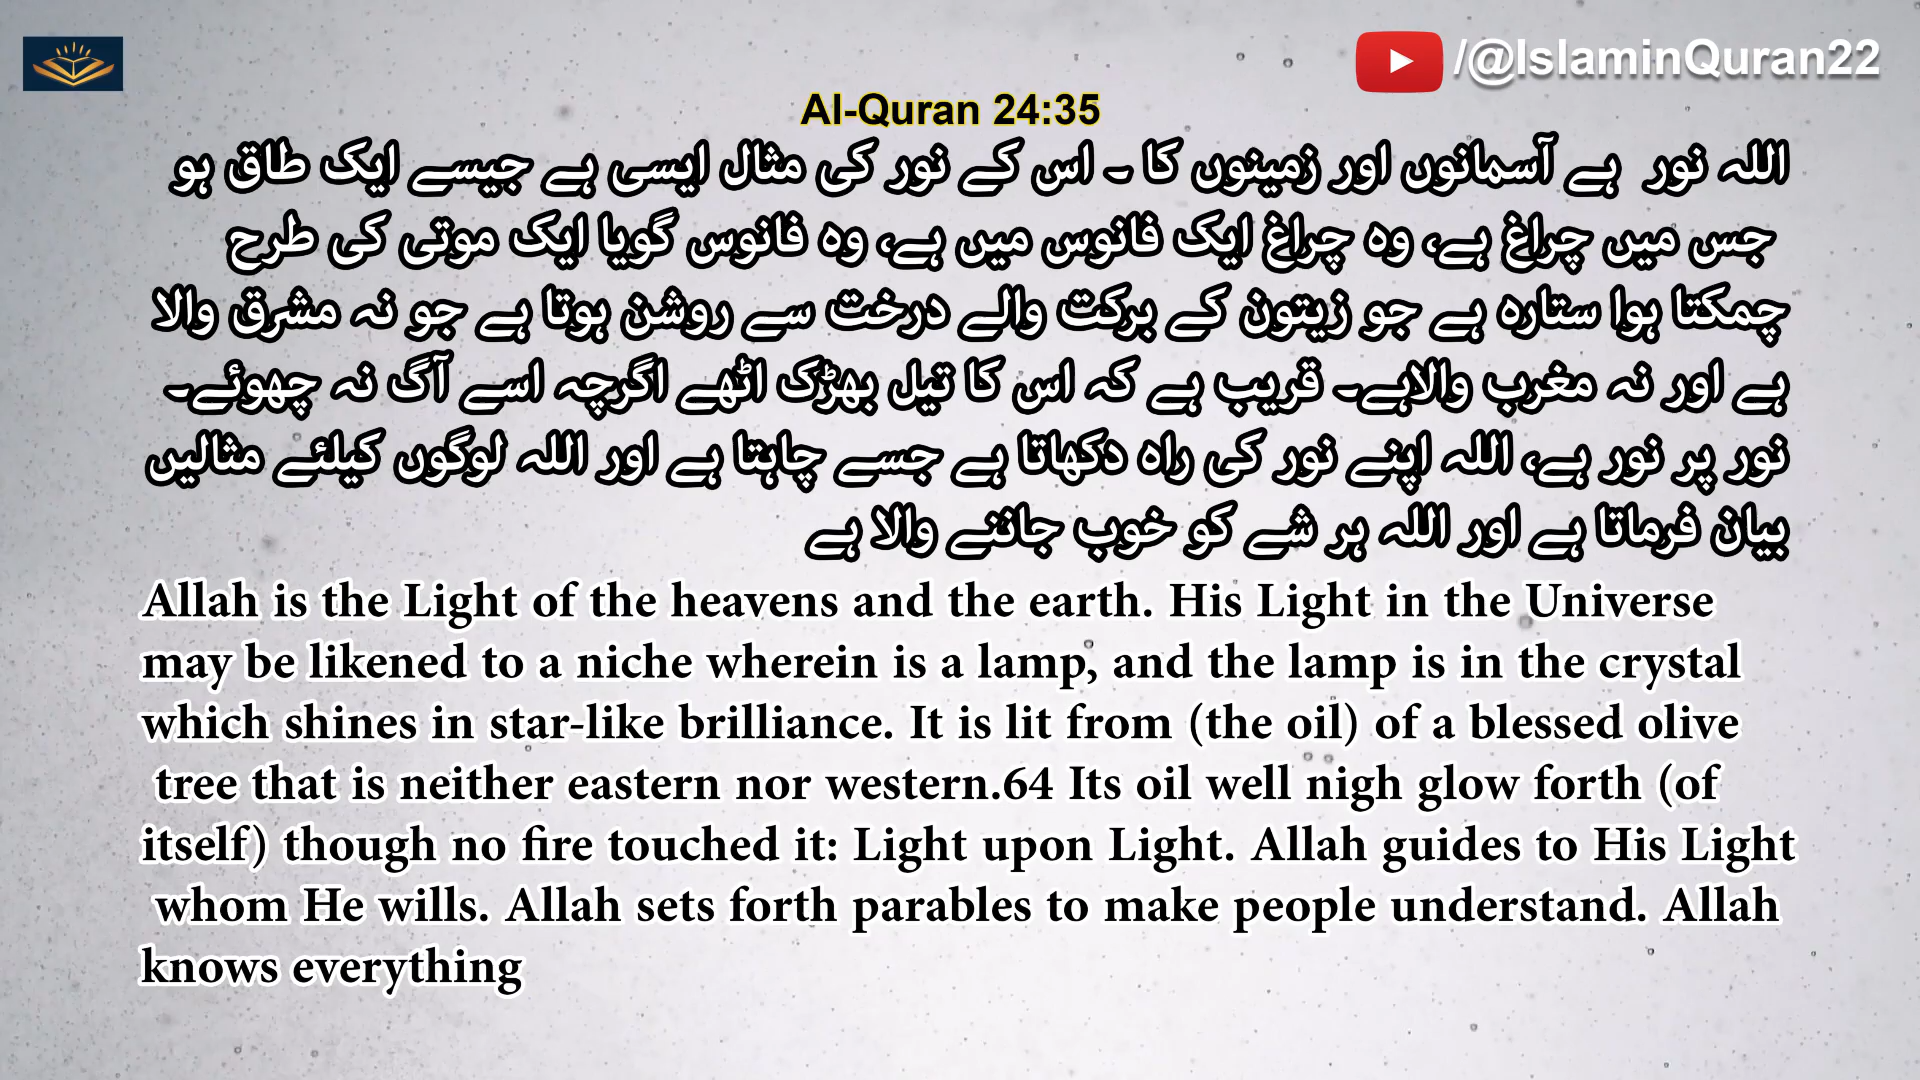 /@IslaminQuran22
Al-Quran 24:35
اللہ نور ہے آسمانوں اور زمینوں کا ۔ اس کے نور کی مثال ایسی ہے جیسے ایک طاق ہو
جس میں چراغ ہے، وہ چراغ ایک فانوس میں ہے، وہ فانوس گویا ایک موتی کی طرح
چمکتا ہوا ستارہ ہے جو زیتون کے برکت والے درخت سے روشن ہوتا ہے جو نہ مشرق والا
ہے اور نہ مغرب والاہے۔ قریب ہے کہ اس کا تیل بھڑک اٹھے اگرچہ اسے آگ نہ چھوئے۔
نور پر نور ہے، اللہ اپنے نور کی راہ دکھاتا ہے جسے چاہتا ہے اور اللہ لوگوں کیلئے مثالیں
بیان فرماتا ہے اور اللہ ہر شے کو خوب جاننے والا ہے
Allah is the Light of the heavens and the earth. His Light in the Universe
may be likened to a niche wherein is a lamp, and the lamp is in the crystal
which shines in star-like brilliance. It is lit from (the oil) of a blessed olive
tree that is neither eastern nor western.64 Its oil well nigh glow forth (of
itself) though no fire touched it: Light upon Light. Allah guides to His Light
whom He wills. Allah sets forth parables to make people understand. Allah
knows everything